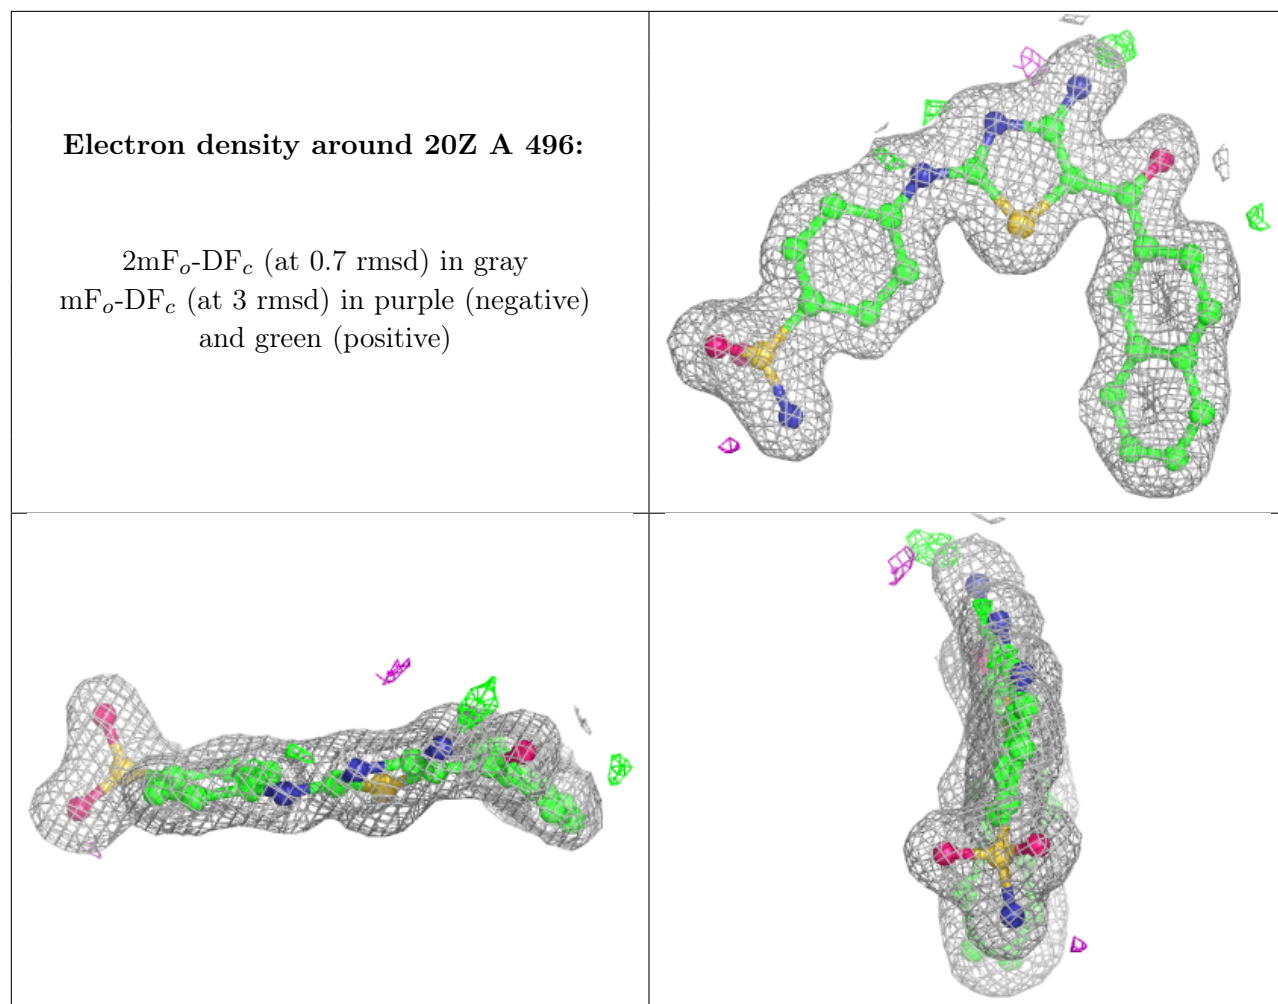 Electron density around 20Z A 496:
2mFo-DFc (at 0.7 rmsd) in gray
mFo-DFc (at 3 rmsd) in purple (negative)
and green (positive)